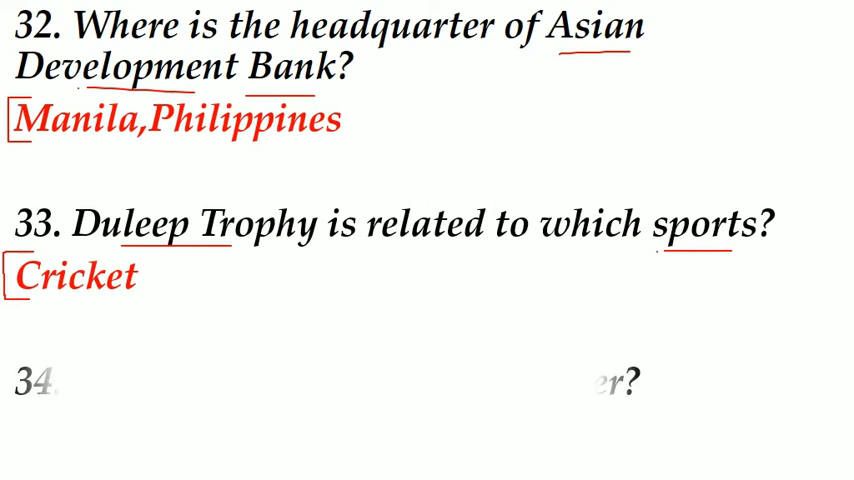 32. Where is the headquarter of Asian
Development Bank?
Manila,Philippines
33. Duleep Trophy is related to which sports?
Cricket
34.